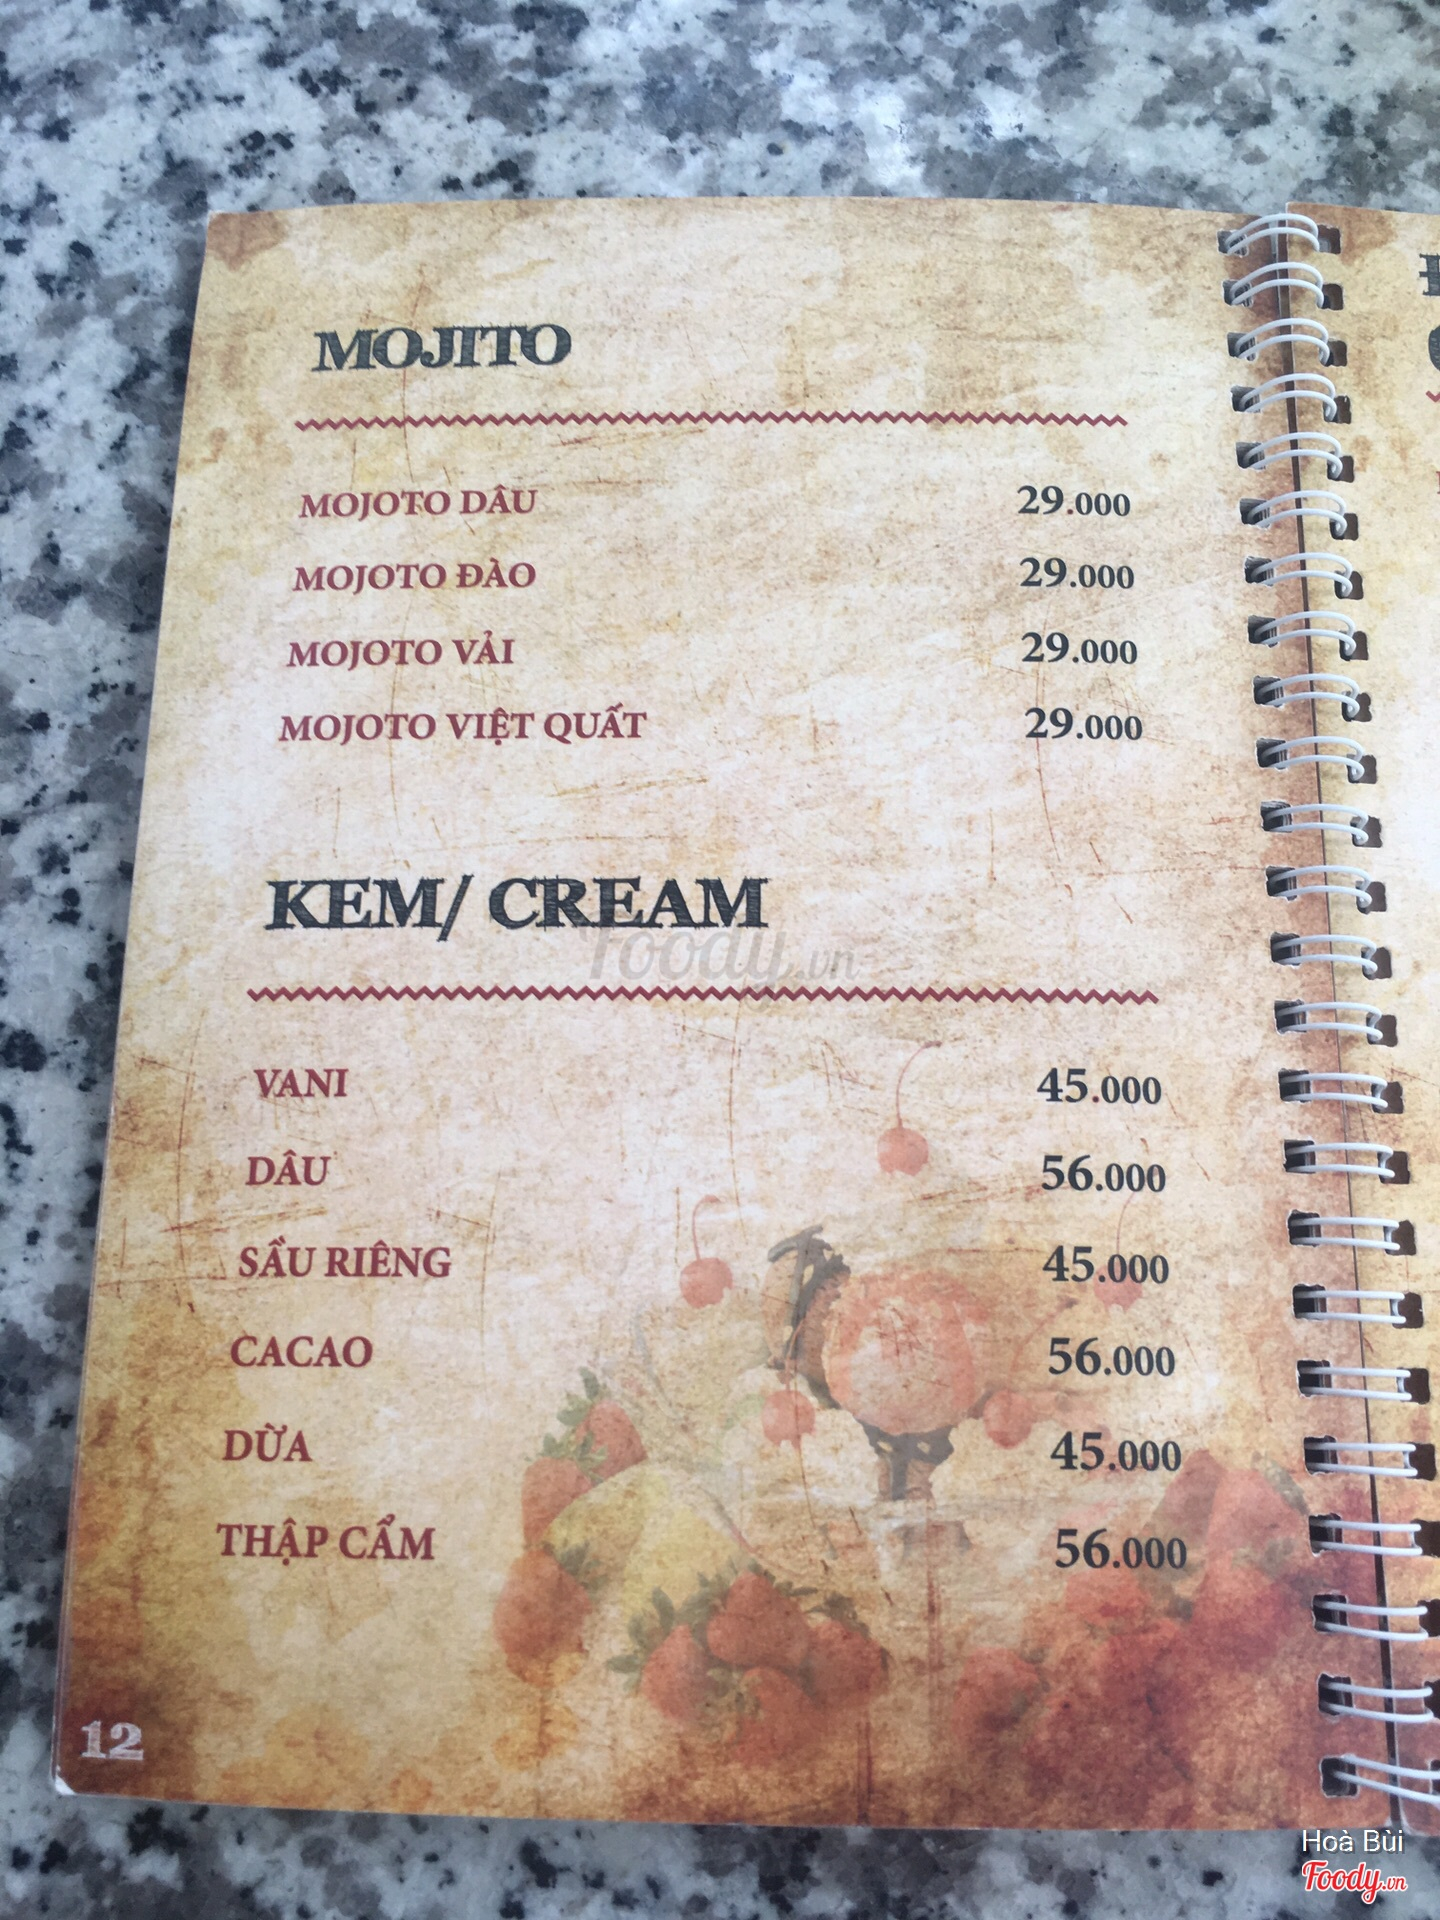 MOJITO
MOJOTO DÂU 29.000
MOJOTO ĐÀO 29.000
MOJOTO VẢI 29.000
MOJOTO VIỆT QUẤT 29.000
KEM/ CREAM
Foody.vn
VANI 45.000
DÂU 56.000
SẦU RIÊNG 45.000
CACAO 56.000
DỪA 45.000
THẬP CẨM 56.000
12
Hoà Bùi
Foody.vn